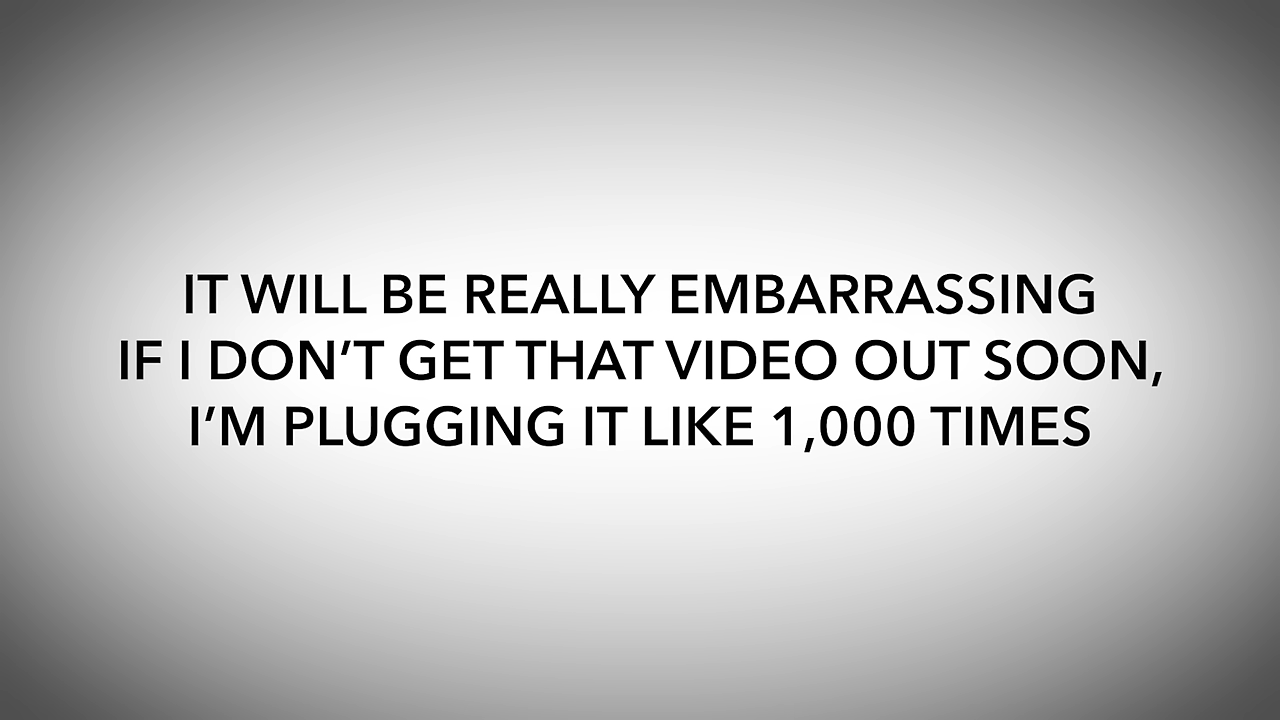 IT WILL BE REALLY EMBARRASSING
IF I DON'T GET THAT VIDEO OUT SOON,
I'M PLUGGING IT LIKE 1,000 TIMES